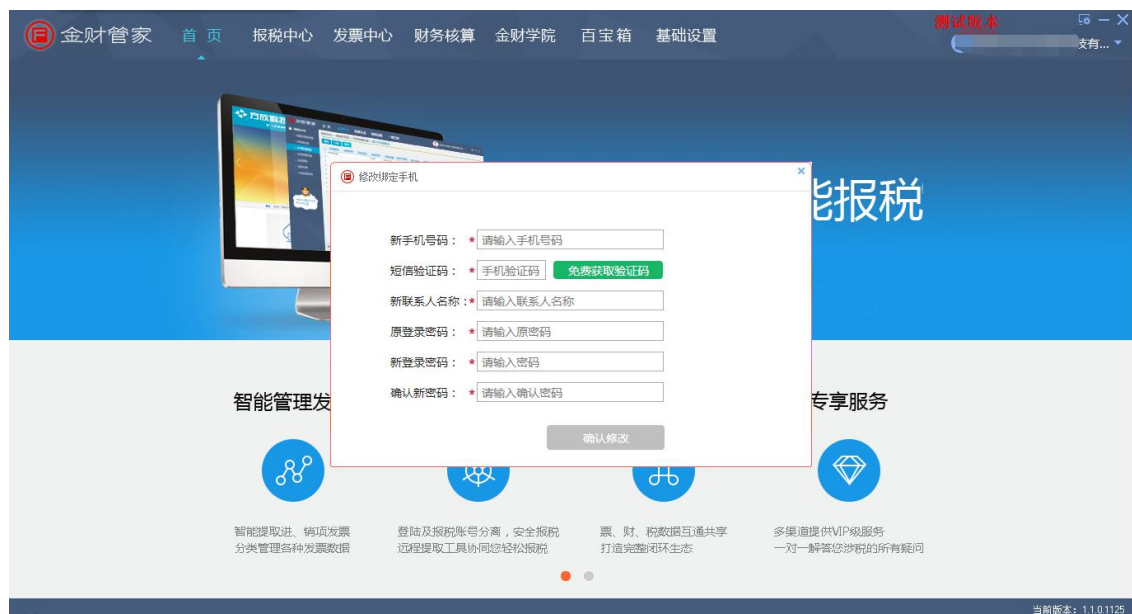 测试版本
金财管家 首 页 报税中心 发票中心 财务核算 金财学院 百宝箱 基础设置
支有...
方欣科技
能报税
修改绑定手机
新手机号码： * 请输入手机号码
短信验证码： * 手机验证码 免费获取验证码
新联系人名称：* 请输入联系人名称
原登录密码： * 请输入原密码
新登录密码： * 请输入密码
确认新密码： * 请输入确认密码
确认修改
智能管理发
专享服务
智能提取进、销项发票
分类管理各种发票数据
登陆及报税账号分离，安全报税
远程提取工具协同您轻松报税
票、财、税数据互通共享
打造完整闭环生态
多渠道提供VIP级服务
一对一解答您涉税的所有疑问
当前版本：1.1.0.1125